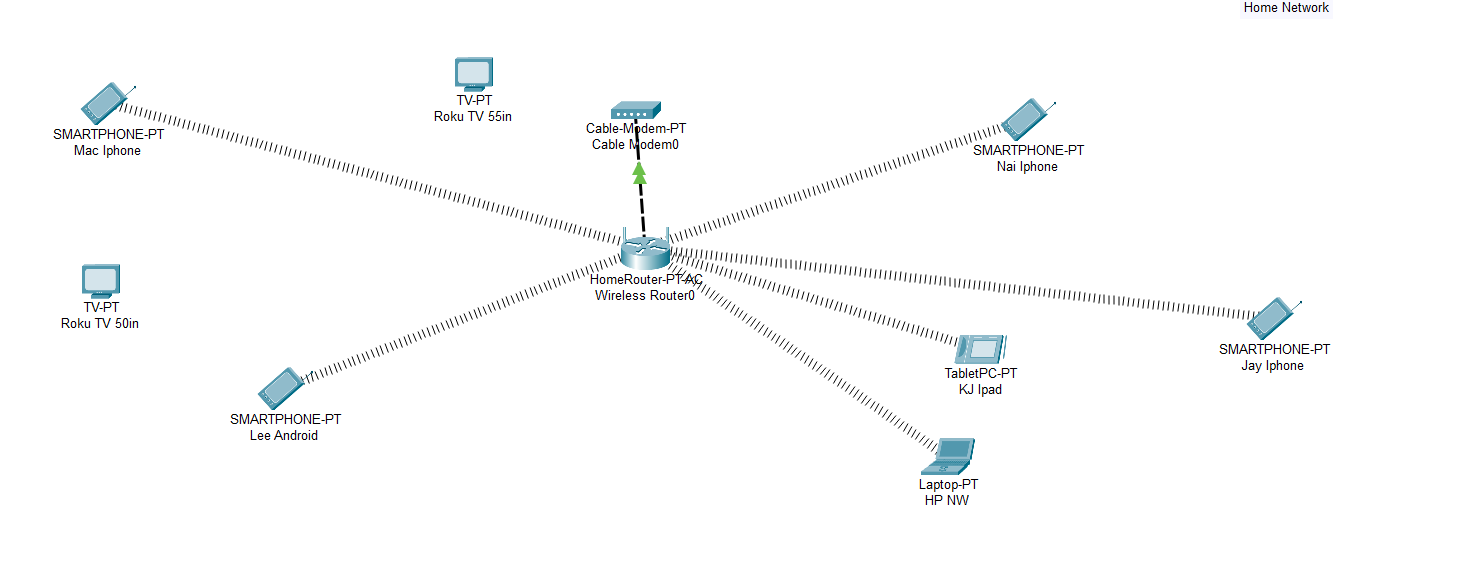 Home Network
TV-PT
Roku TV 55in
SMARTPHONE-PT
Mac Iphone
Cable-Modem-PT
Cable Modem0
SMARTPHONE-PT
Nai Iphone
HomeRouter-PT-AC
Wireless Router0
TV-PT
Roku TV 50in
SMARTPHONE-PT
Jay Iphone
TabletPC-PT
KJ Ipad
SMARTPHONE-PT
Lee Android
Laptop-PT
HP NW